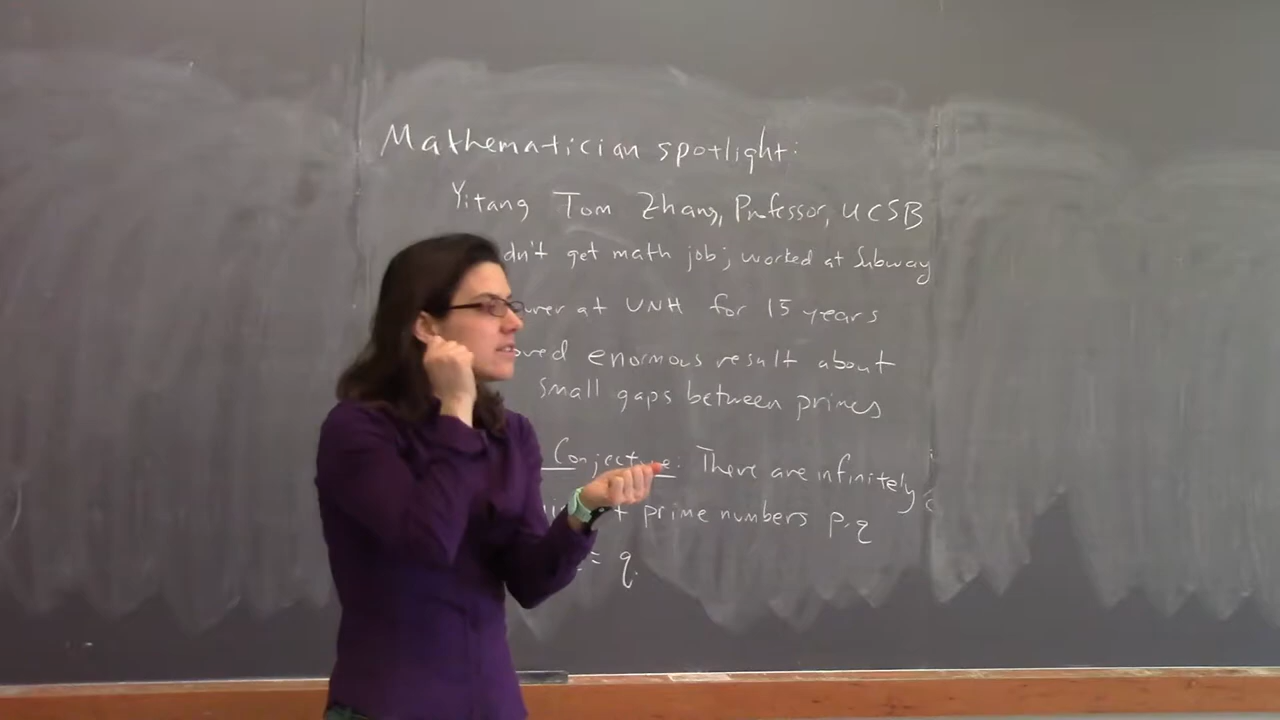 Mathematician spotlight:
Yitang Tom Zhang, Professor, UCSB
dn't get math job; worked at Subway
urer at UNH for 15 years
oved enormous result about
small gaps between primes
Conjecture: There are infinitely
prime numbers p,q
= q.